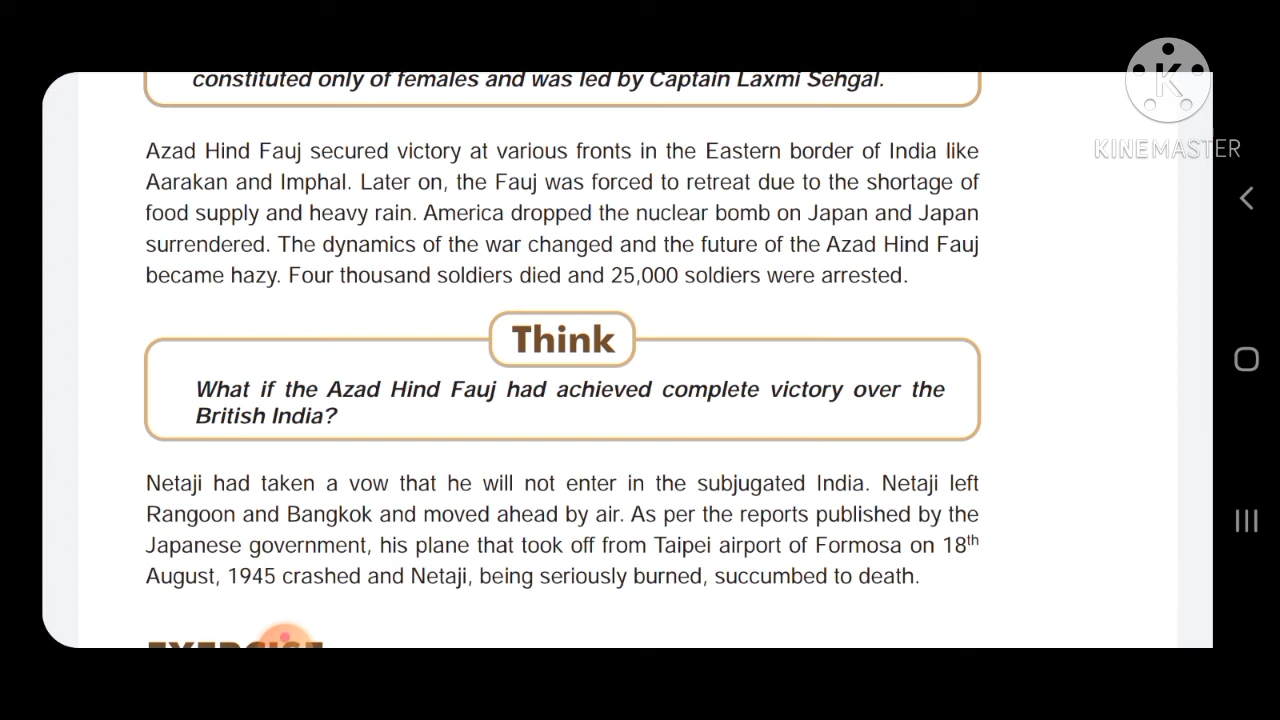 constituted only of females and was led by Captain Laxmi Sehgal.
KINEMASTER
Azad Hind Fauj secured victory at various fronts in the Eastern border of India like
Aarakan and Imphal. Later on, the Fauj was forced to retreat due to the shortage of
food supply and heavy rain. America dropped the nuclear bomb on Japan and Japan
surrendered. The dynamics of the war changed and the future of the Azad Hind Fauj
became hazy. Four thousand soldiers died and 25,000 soldiers were arrested.
Think
What if the Azad Hind Fauj had achieved complete victory over the
British India?
Netaji had taken a vow that he will not enter in the subjugated India. Netaji left
Rangoon and Bangkok and moved ahead by air. As per the reports published by the
Japanese government, his plane that took off from Taipei airport of Formosa on 18th
August, 1945 crashed and Netaji, being seriously burned, succumbed to death.
EXERCISE